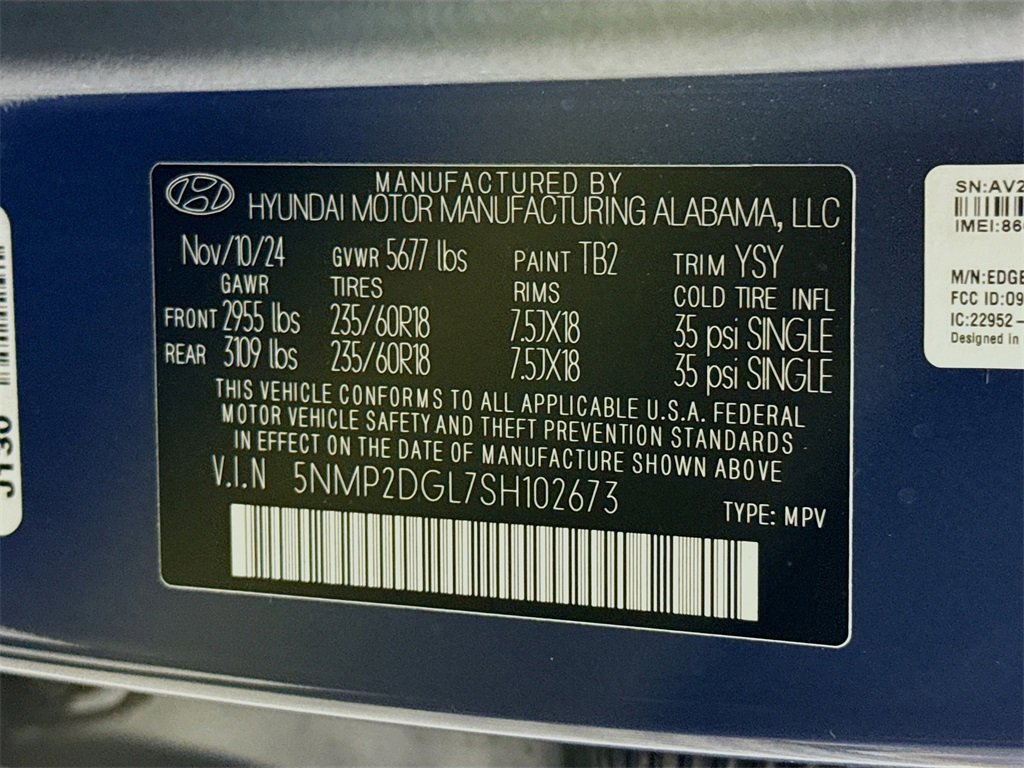 MANUFACTURED BY
HYUNDAI MOTOR MANUFACTURING ALABAMA, LLC
Nov/10/24 GVWR 5677 lbs PAINT TB2 TRIM YSY
GAWR TIRES RIMS COLD TIRE INFL
FRONT 2955 lbs 235/60R18 7.5JX18 35 psi SINGLE
REAR 3109 lbs 235/60R18 7.5JX18 35 psi SINGLE
THIS VEHICLE CONFORMS TO ALL APPLICABLE U.S.A. FEDERAL
MOTOR VEHICLE SAFETY AND THEFT PREVENTION STANDARDS
IN EFFECT ON THE DATE OF MANUFACTURE SHOWN ABOVE
V.I.N 5NMP2DGL7SH102673
TYPE: MPV
J130
SN:AV2
IMEI:86
M/N:EDGE
FCC ID:09
IC:22952-
Designed in